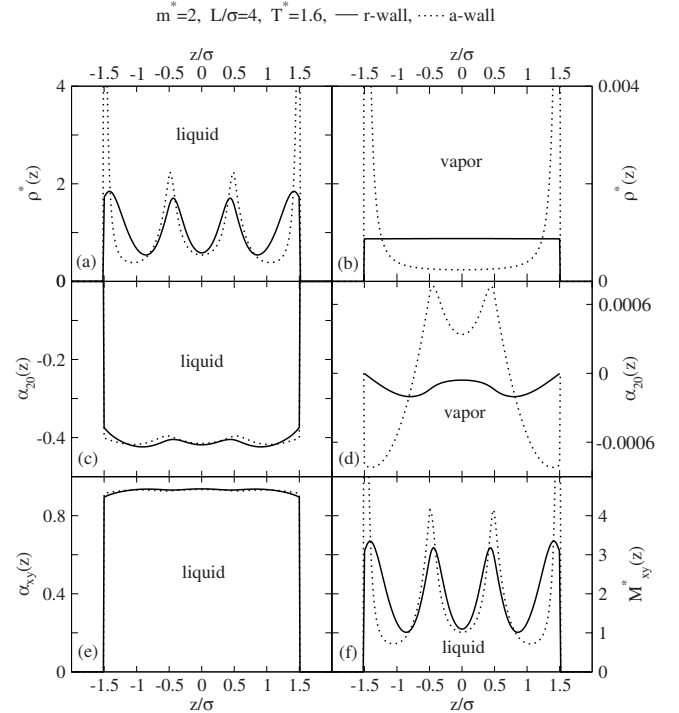 m*=2, L/σ=4, T*=1.6, — r-wall, ····· a-wall
z/σ z/σ
-1.5 -1 -0.5 0 0.5 1 1.5 -1.5 -1 -0.5 0 0.5 1 1.5
4 0.004
liquid
vapor
ρ*(z) ρ*(z)
2
(a) (b)
0 0
α20(z) α20(z)
0.0006
liquid
-0.2
0
vapor
-0.4
-0.0006
(c) (d)
0.8
4
αxy(z) M*xy(z)
liquid
3
0.4
2
1
liquid
(e) (f)
0 0
-1.5 -1 -0.5 0 0.5 1 1.5 -1.5 -1 -0.5 0 0.5 1 1.5
z/σ z/σ